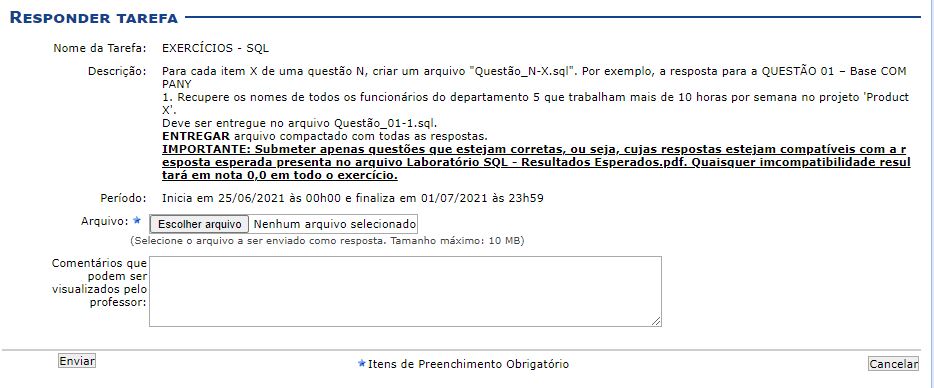 RESPONDER TAREFA
Nome da Tarefa: EXERCÍCIOS - SQL
Descrição: Para cada item X de uma questão N, criar um arquivo "Questão_N-X.sql". Por exemplo, a resposta para a QUESTÃO 01 – Base COM
PANY
1. Recupere os nomes de todos os funcionários do departamento 5 que trabalham mais de 10 horas por semana no projeto 'Product
X'.
Deve ser entregue no arquivo Questão_01-1.sql.
ENTREGAR arquivo compactado com todas as respostas.
IMPORTANTE: Submeter apenas questões que estejam corretas, ou seja, cujas respostas estejam compatíveis com a r
esposta esperada presenta no arquivo Laboratório SQL - Resultados Esperados.pdf. Quaisquer imcompatibilidade resul
tará em nota 0,0 em todo o exercício.
Período: Inicia em 25/06/2021 às 00h00 e finaliza em 01/07/2021 às 23h59
Arquivo: Escolher arquivo Nenhum arquivo selecionado
(Selecione o arquivo a ser enviado como resposta. Tamanho máximo: 10 MB)
Comentários que
podem ser
visualizados pelo
professor:
Enviar Itens de Preenchimento Obrigatório Cancelar